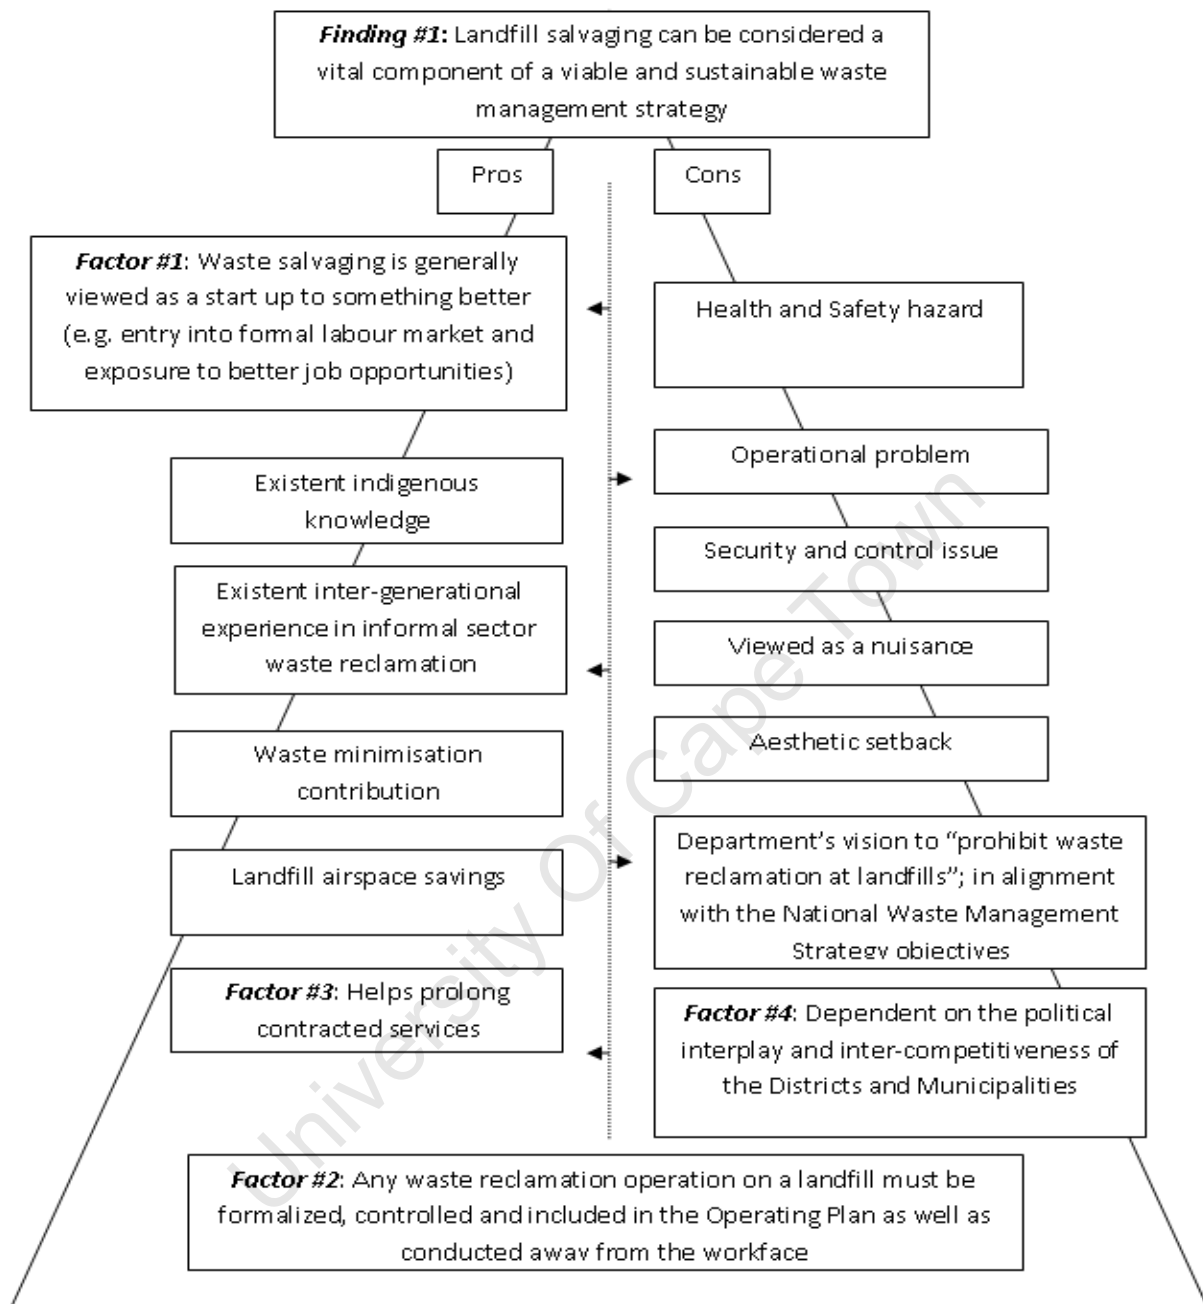 Finding #1: Landfill salvaging can be considered a
vital component of a viable and sustainable waste
management strategy
Pros
Cons
Factor #1: Waste salvaging is generally
viewed as a start up to something better
(e.g. entry into formal labour market and
exposure to better job opportunities)
Health and Safety hazard
Existent indigenous
knowledge
Operational problem
Security and control issue
Existent inter-generational
experience in informal sector
waste reclamation
Viewed as a nuisance
Waste minimisation
contribution
Aesthetic setback
Landfill airspace savings
Department's vision to “prohibit waste
reclamation at landfills”; in alignment
with the National Waste Management
Strategy objectives
Factor #3: Helps prolong
contracted services
Factor #4: Dependent on the political
interplay and inter-competitiveness of
the Districts and Municipalities
Factor #2: Any waste reclamation operation on a landfill must be
formalized, controlled and included in the Operating Plan as well as
conducted away from the workface
University Of Cape Town